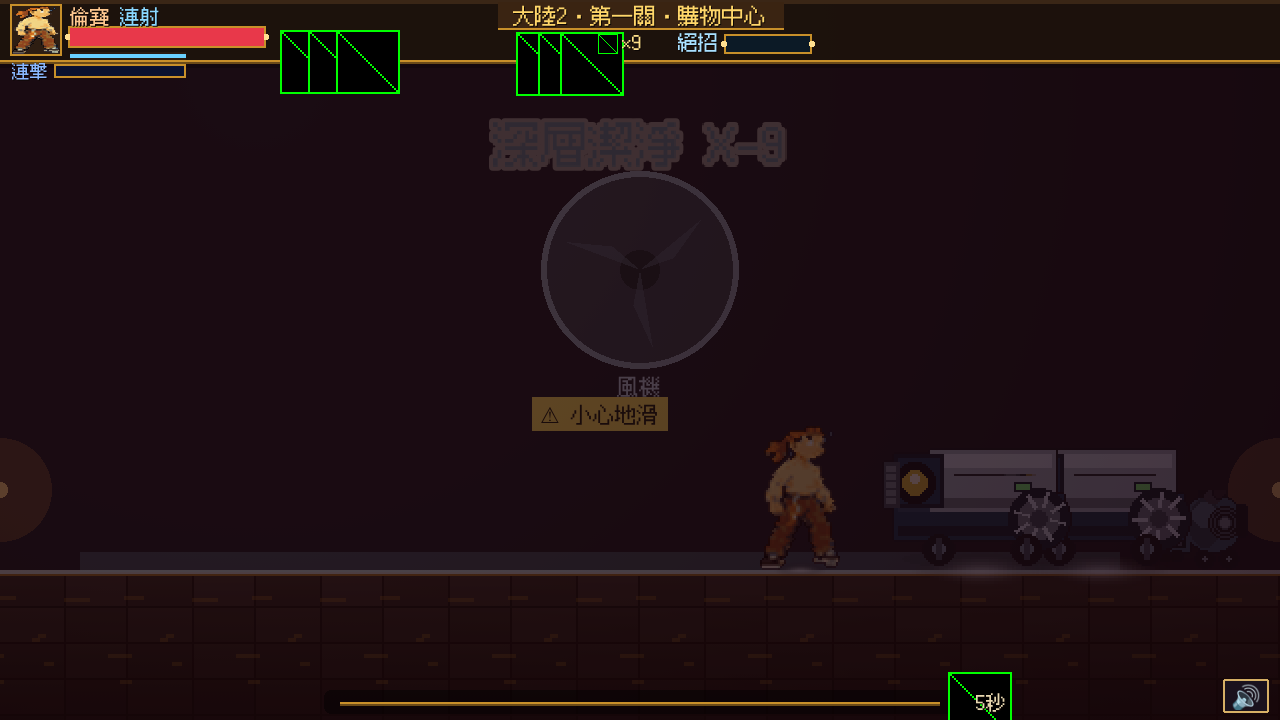 倫寶 連射
大陸2·第一關·購物中心
×9
絕招
連擊
深層潔淨 X-9
風機
⚠ 小心地滑
5秒